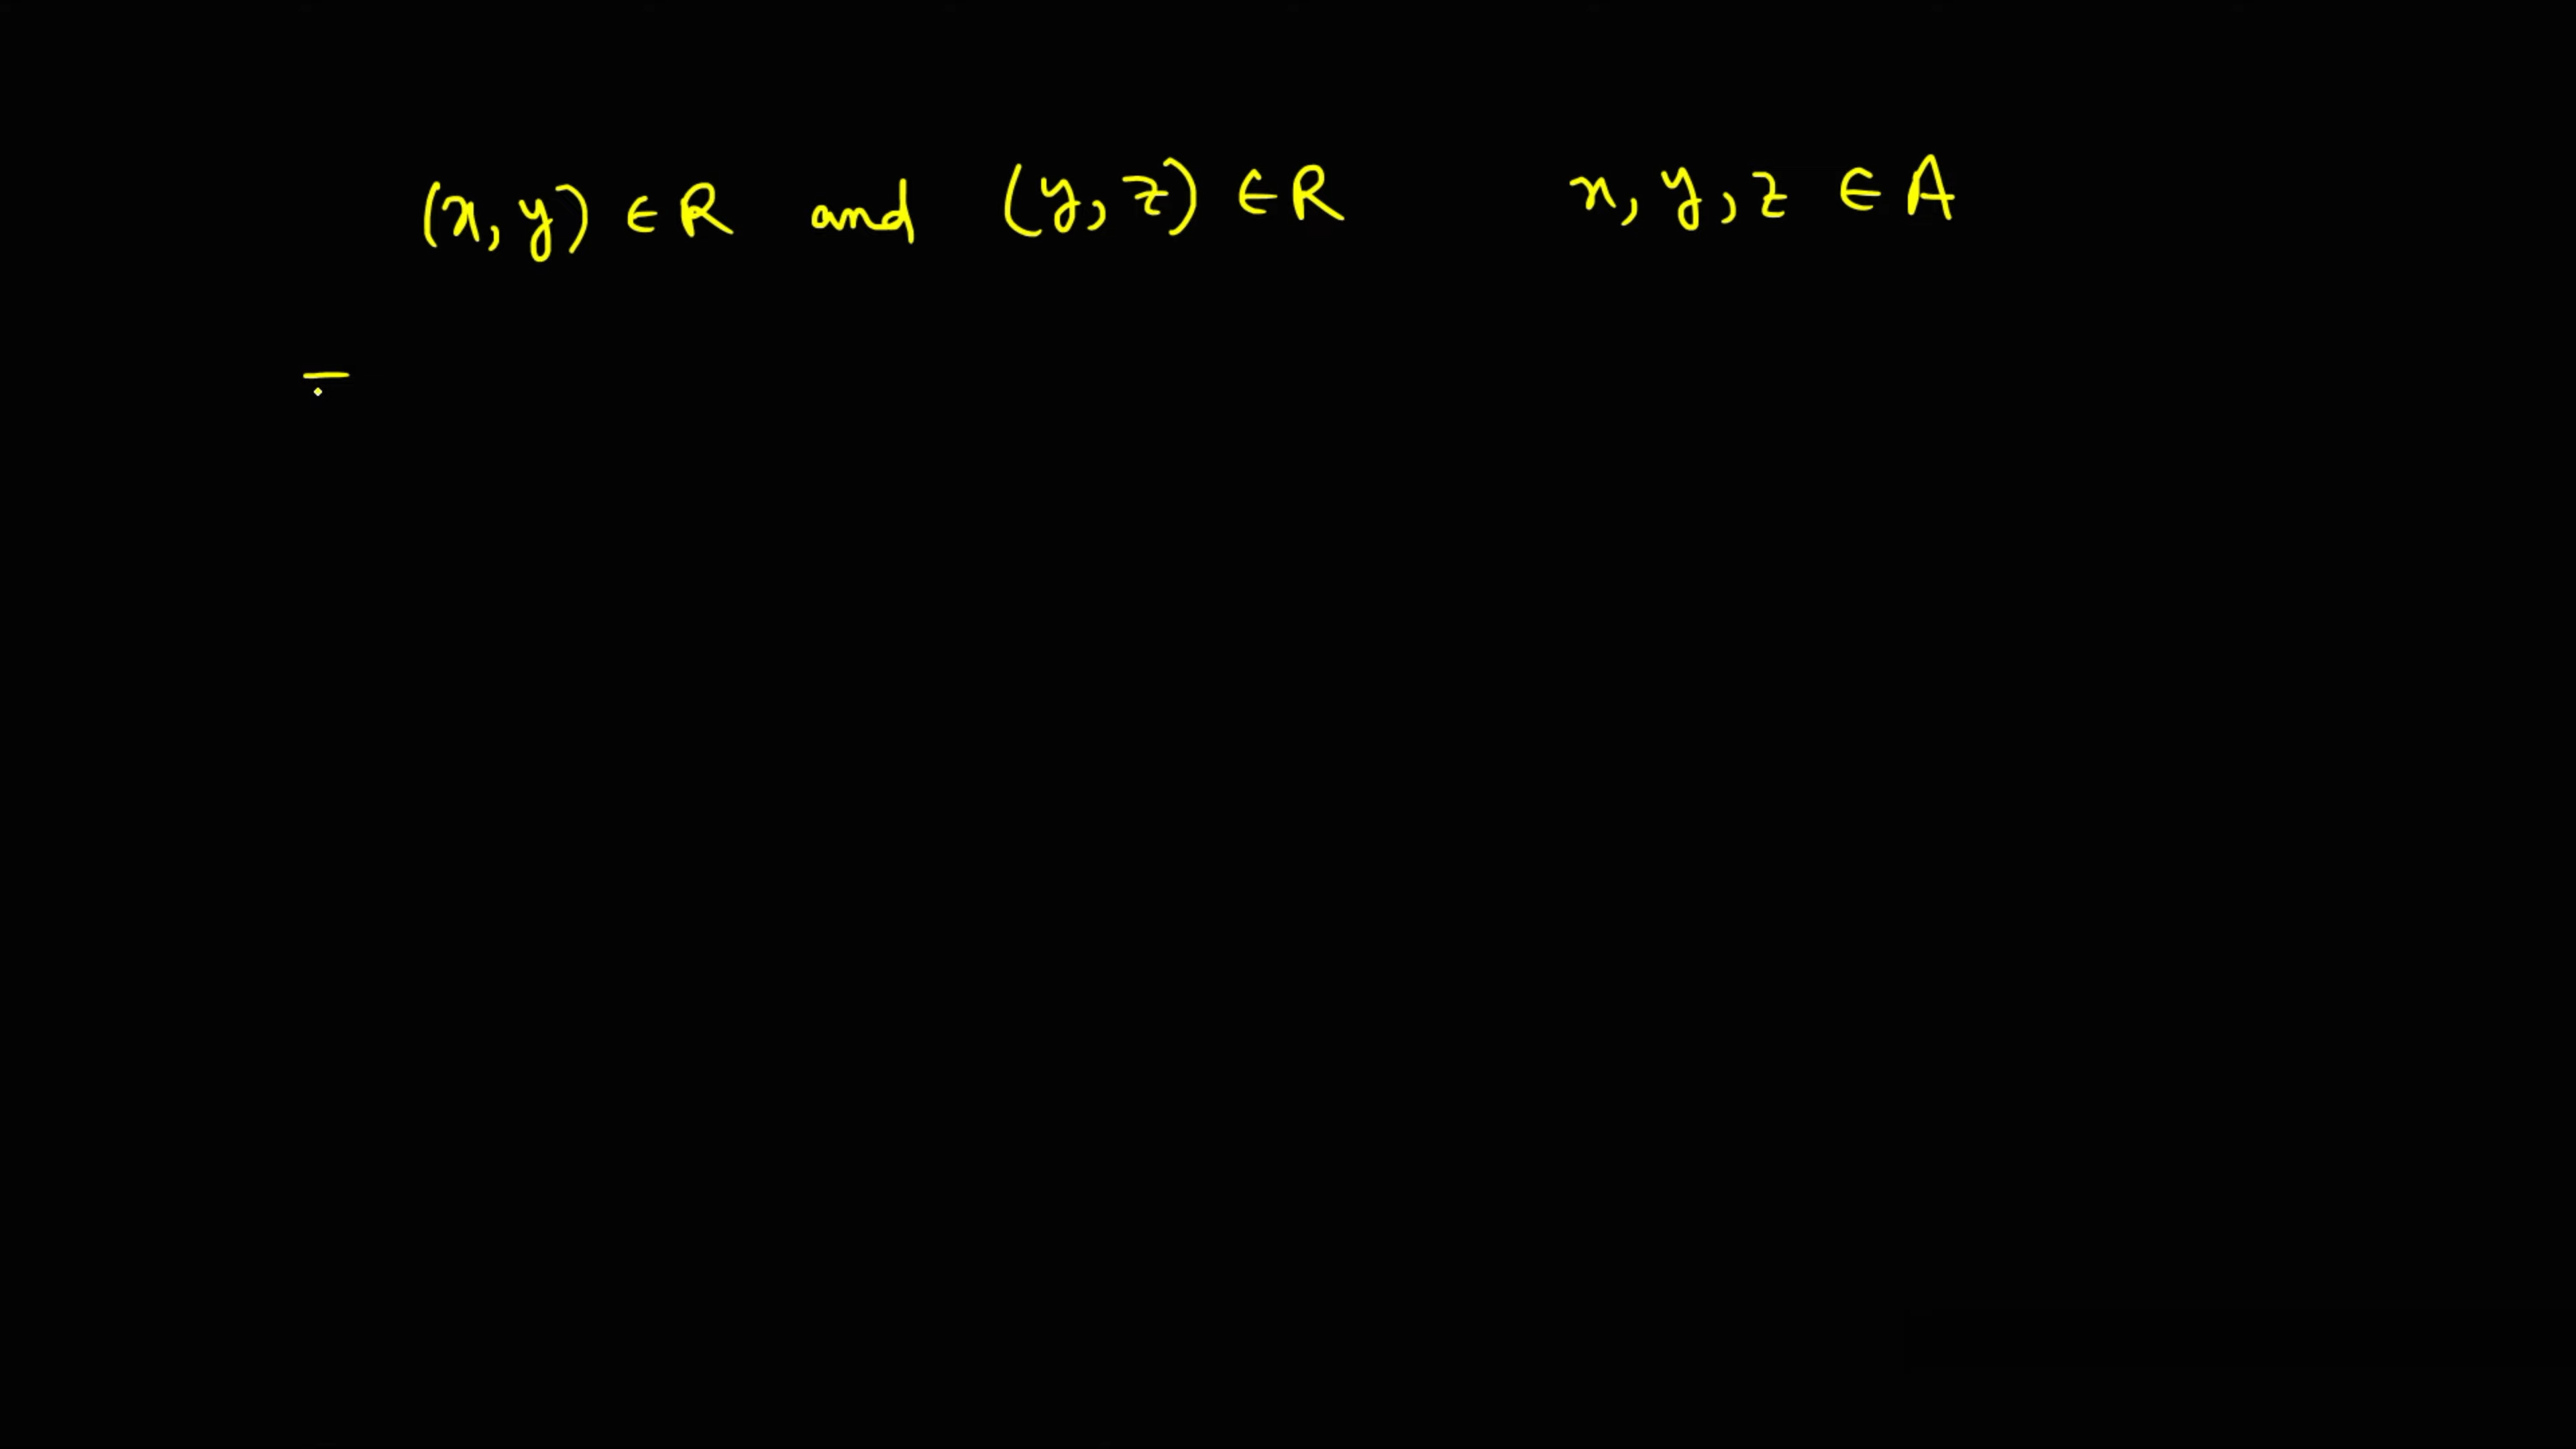 (x, y) ∈ R and (y, z) ∈ R x, y, z ∈ A